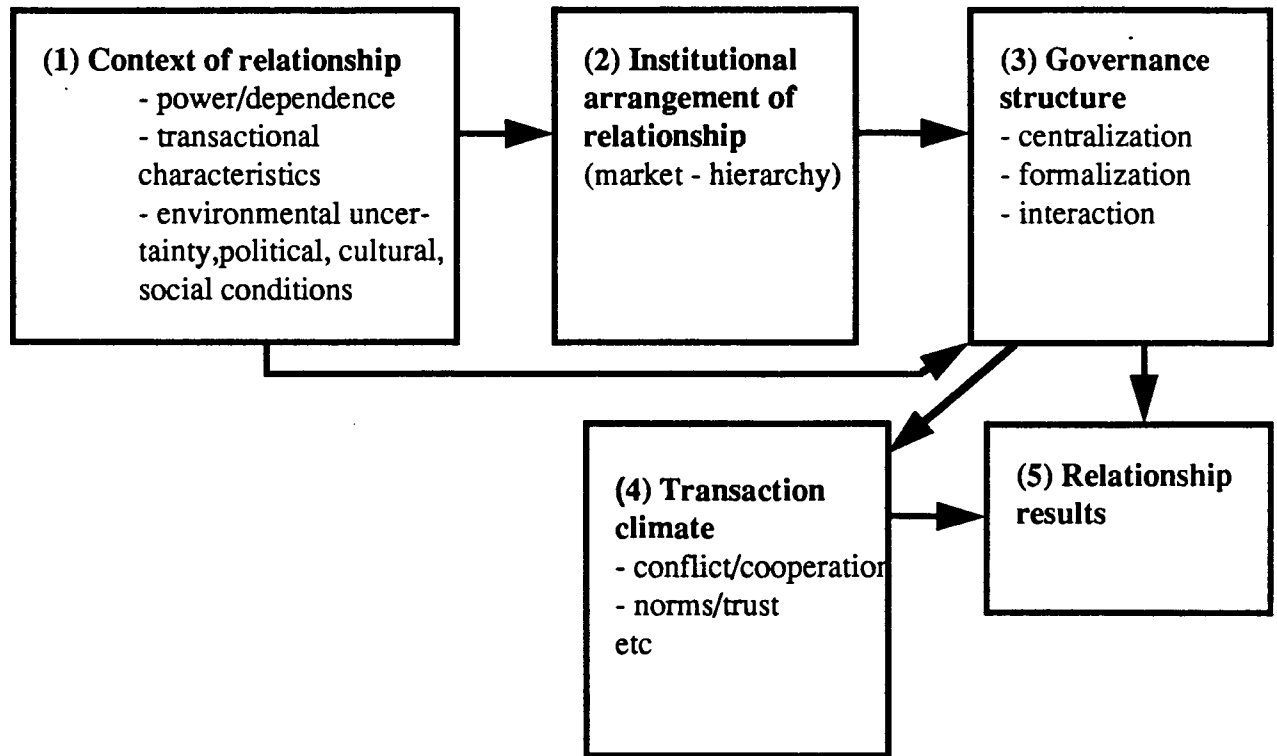 (1) Context of relationship
- power/dependence
- transactional
characteristics
- environmental uncer-
tainty,political, cultural,
social conditions
(2) Institutional
arrangement of
relationship
(market - hierarchy)
(3) Governance
structure
- centralization
- formalization
- interaction
(4) Transaction
climate
- conflict/cooperation
- norms/trust
etc
(5) Relationship
results